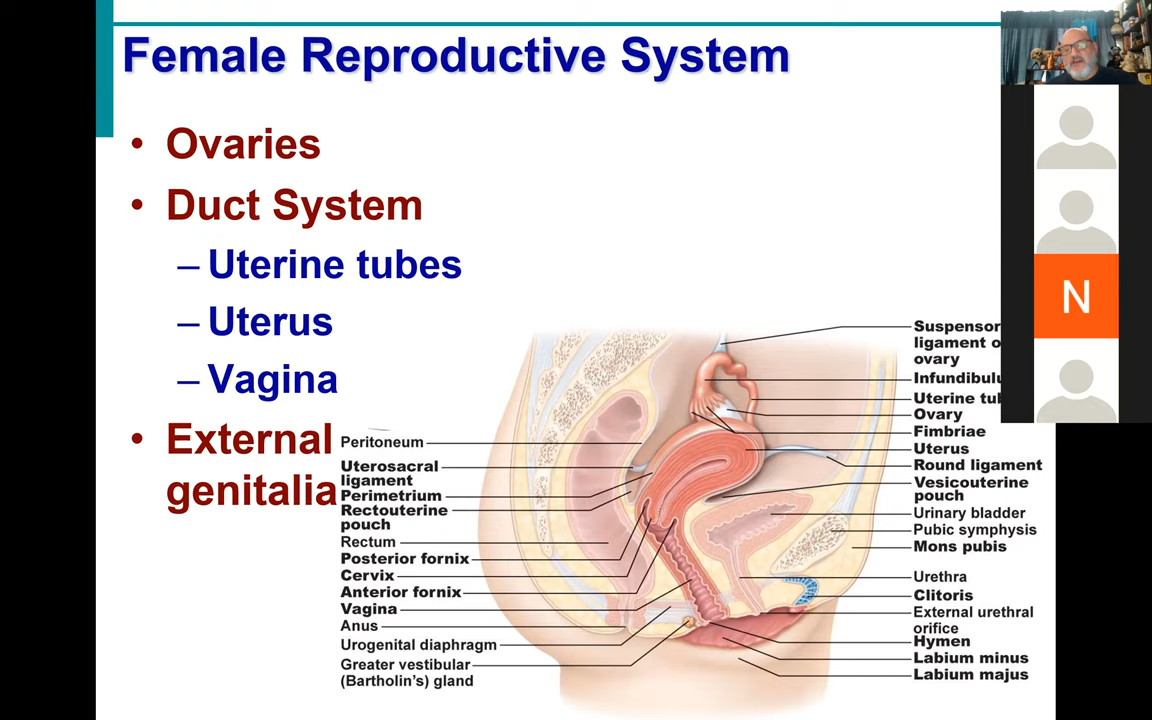 Female Reproductive System
• Ovaries
• Duct System
– Uterine tubes
– Uterus
– Vagina
• External
genitalia
Peritoneum
Uterosacral
ligament
Perimetrium
Rectouterine
pouch
Rectum
Posterior fornix
Cervix
Anterior fornix
Vagina
Anus
Urogenital diaphragm
Greater vestibular
(Bartholin's) gland
Suspensor
ligament o
ovary
Infundibulu
Uterine tub
Ovary
Fimbriae
Uterus
Round ligament
Vesicouterine
pouch
Urinary bladder
Pubic symphysis
Mons pubis
Urethra
Clitoris
External urethral
orifice
Hymen
Labium minus
Labium majus
N